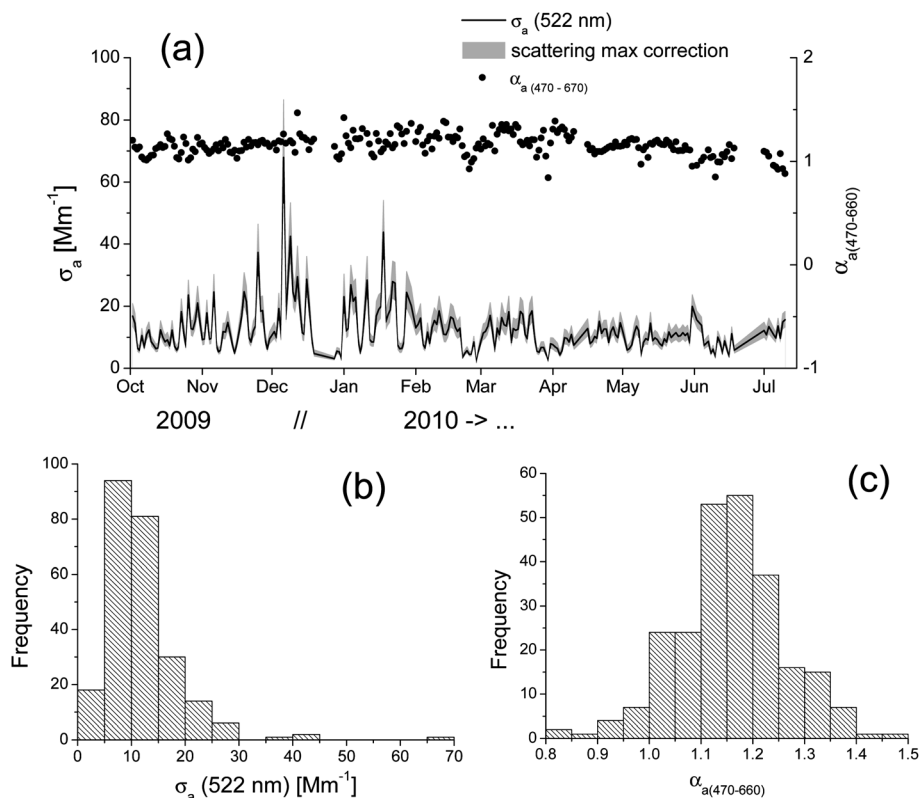 (a)
σa (522 nm)
scattering max correction
αa (470 - 670)
100
80
60
40
20
0
σa [Mm-1]
2
1
0
-1
αa(470-660)
Oct Nov Dec Jan Feb Mar Apr May Jun Jul
2009 // 2010 -> ...
(b)
100
80
60
40
20
0
Frequency
0 10 20 30 40 50 60 70
σa (522 nm) [Mm-1]
(c)
60
50
40
30
20
10
0
Frequency
0.8 0.9 1.0 1.1 1.2 1.3 1.4 1.5
αa(470-660)